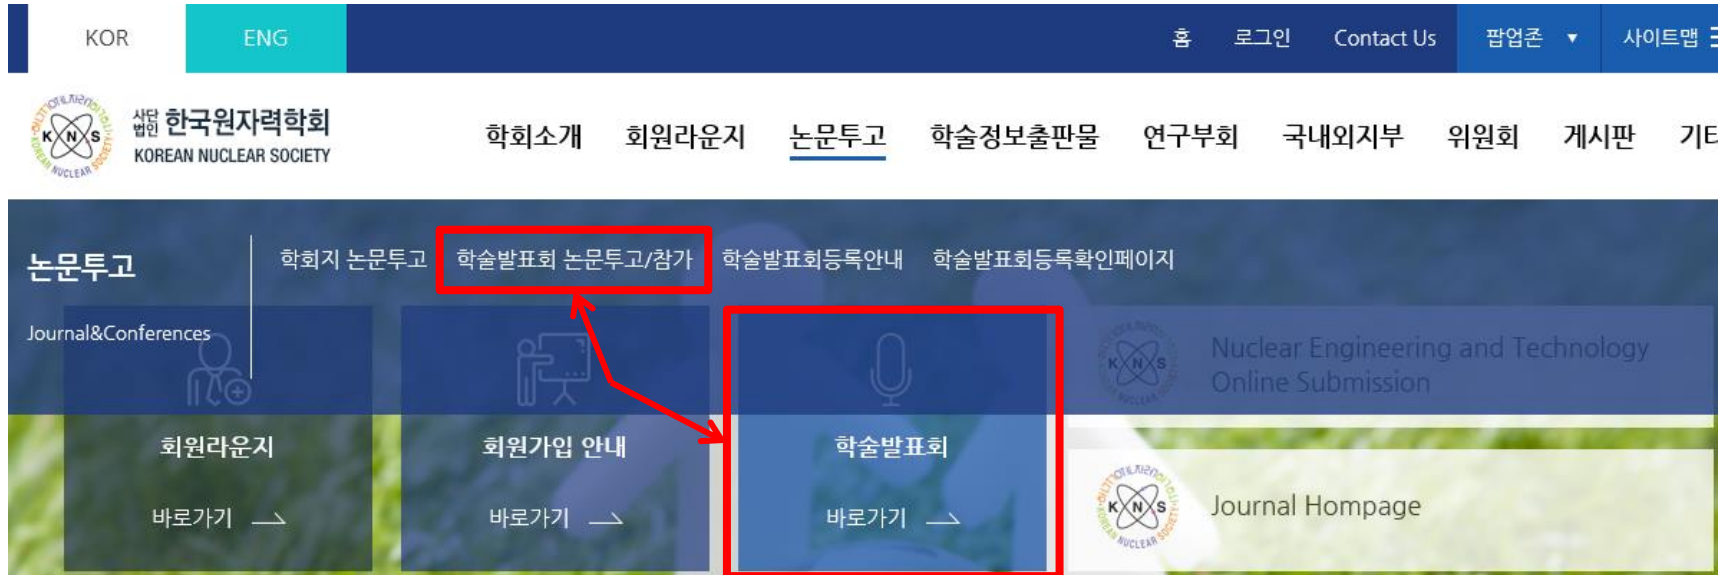 KOR
ENG
홈
로그인
Contact Us
팝업존 ▼
사이트맵
사단법인 한국원자력학회
KOREAN NUCLEAR SOCIETY
학회소개
회원라운지
논문투고
학술정보출판물
연구부회
국내외지부
위원회
게시판
논문투고
Journal&Conferences
학회지 논문투고
학술발표회 논문투고/참가
학술발표회등록안내
학술발표회등록확인페이지
회원라운지
바로가기
회원가입 안내
바로가기
학술발표회
바로가기
K N S
Nuclear Engineering and Technology
Online Submission
K N S
Journal Hompage